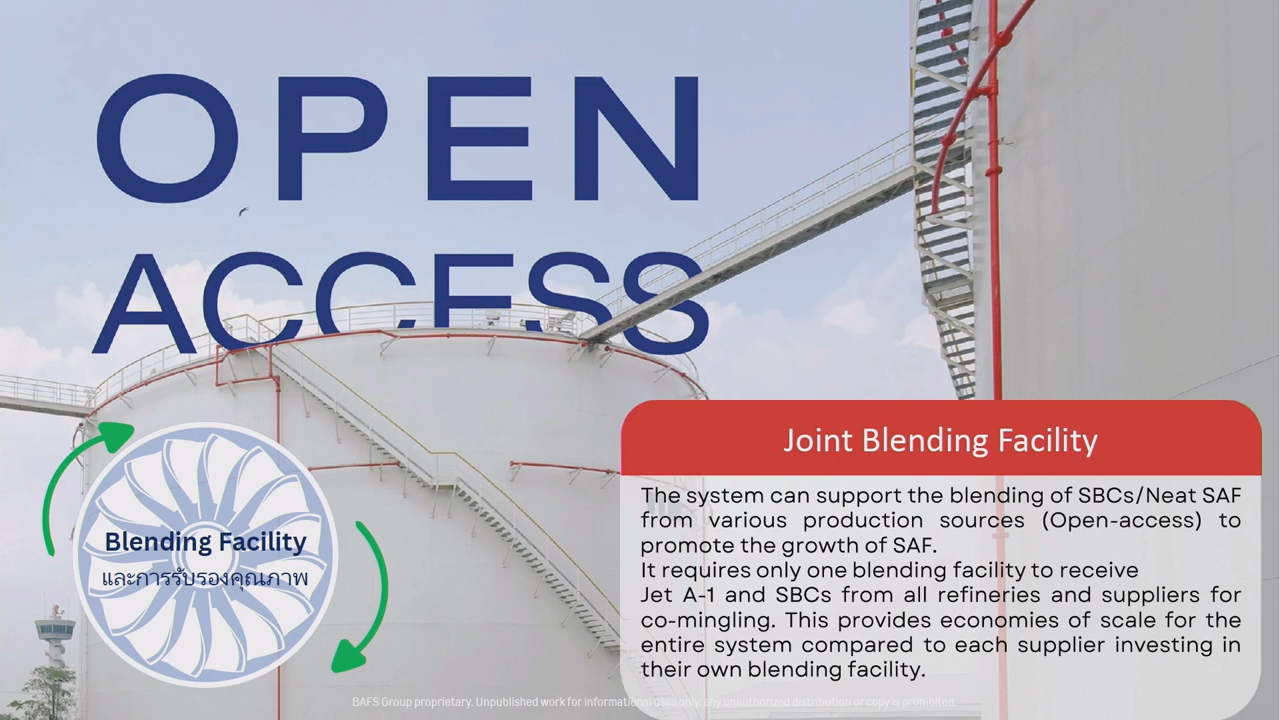 OPEN
ACCESS
Joint Blending Facility
The system can support the blending of SBCs/Neat SAF
from various production sources (Open-access) to
promote the growth of SAF.
It requires only one blending facility to receive
Jet A-1 and SBCs from all refineries and suppliers for
co-mingling. This provides economies of scale for the
entire system compared to each supplier investing in
their own blending facility.
Blending Facility
และการรับรองคุณภาพ
BAFS Group proprietary. Unpublished work for informational uses only, any unauthorized distribution or copy is prohibited